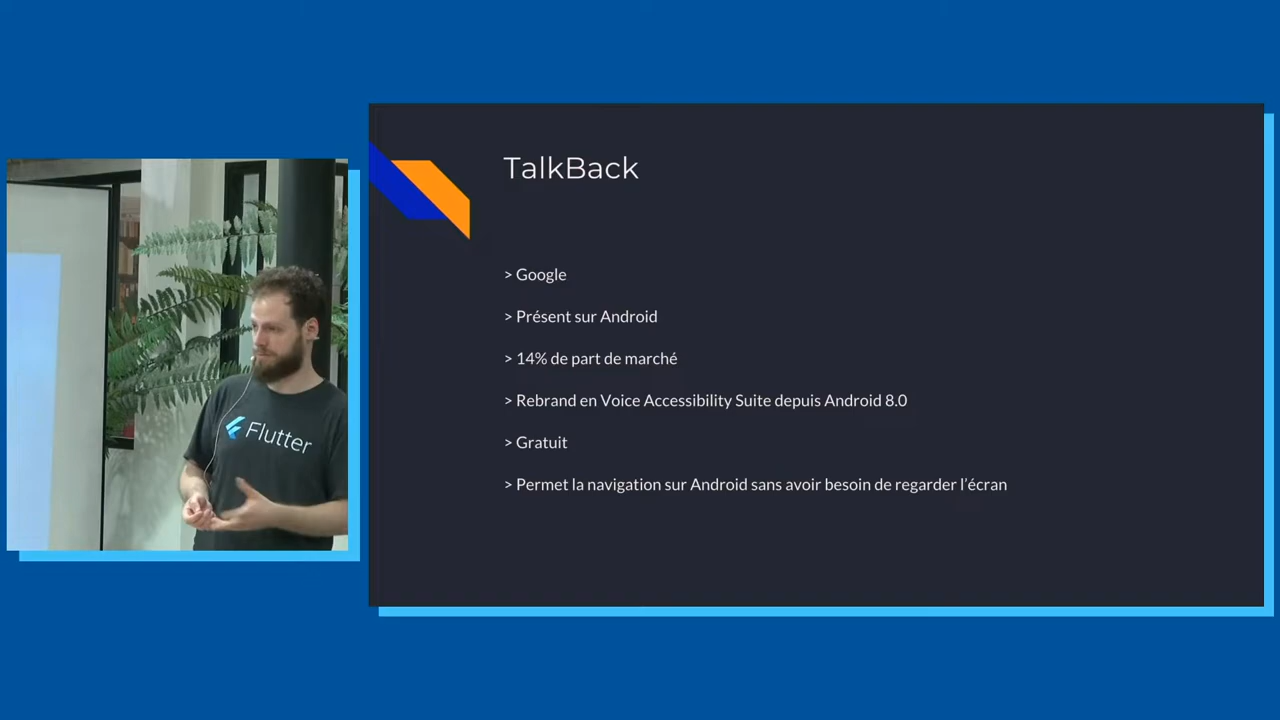 TalkBack
> Google
> Présent sur Android
> 14% de part de marché
> Rebrand en Voice Accessibility Suite depuis Android 8.0
> Gratuit
> Permet la navigation sur Android sans avoir besoin de regarder l’écran
Flutter